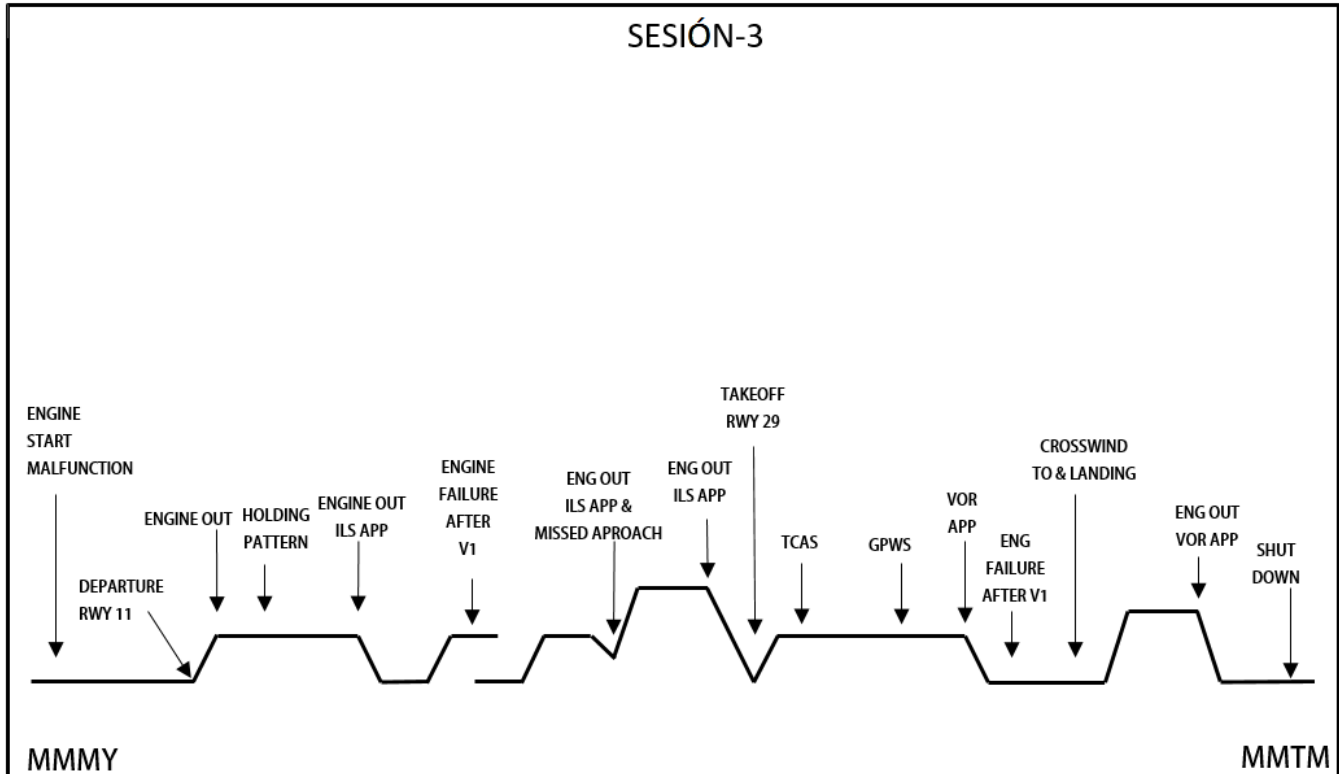 SESIÓN-3
ENGINE
START
MALFUNCTION
DEPARTURE
RWY 11
ENGINE OUT
HOLDING
PATTERN
ENGINE OUT
ILS APP
ENGINE
FAILURE
AFTER
V1
ENG OUT
ILS APP &
MISSED APROACH
ENG OUT
ILS APP
TAKEOFF
RWY 29
TCAS
GPWS
VOR
APP
ENG
FAILURE
AFTER V1
CROSSWIND
TO & LANDING
ENG OUT
VOR APP
SHUT
DOWN
MMMY
MMTM